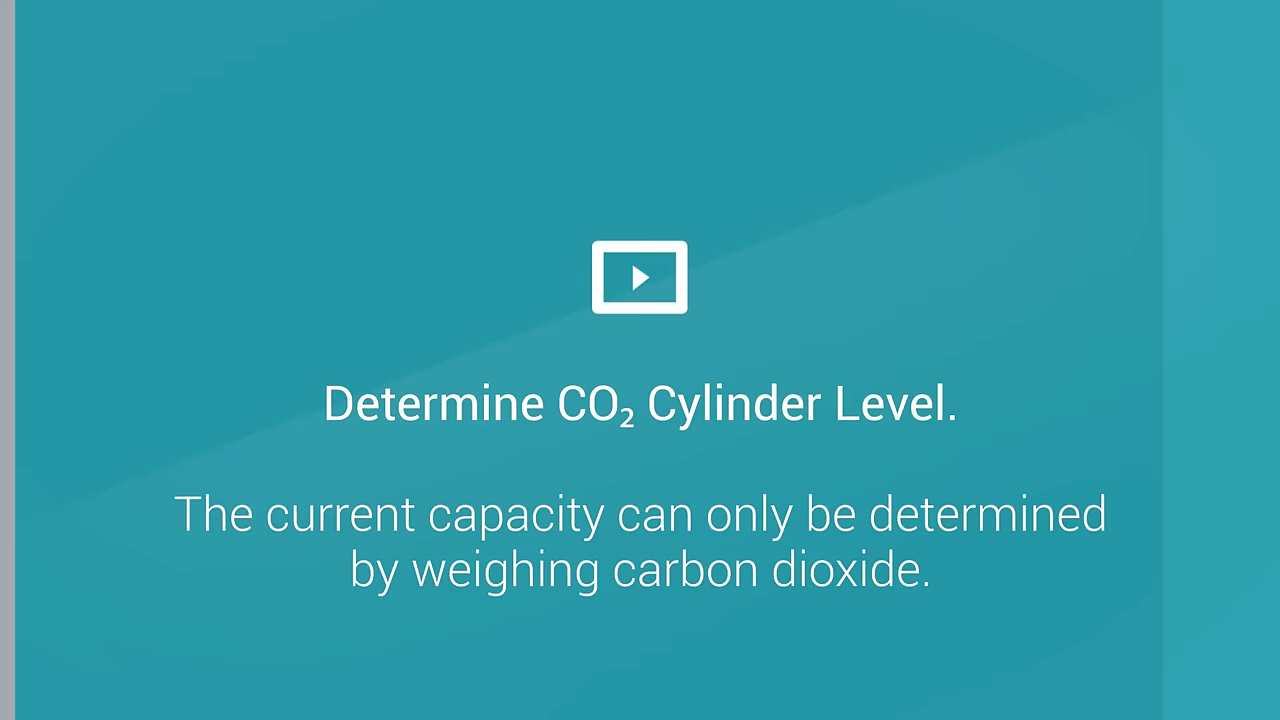 Determine CO₂ Cylinder Level.
The current capacity can only be determined
by weighing carbon dioxide.